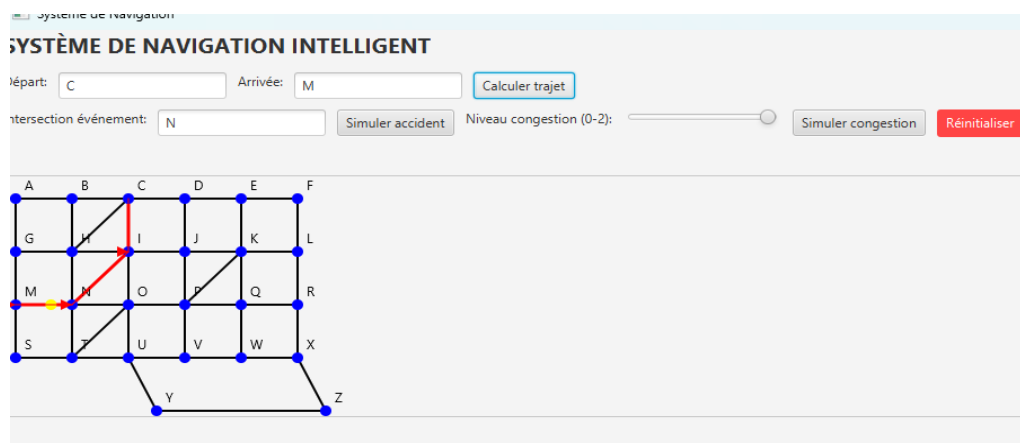 Système de Navigation
SYSTÈME DE NAVIGATION INTELLIGENT
Départ: C Arrivée: M Calculer trajet
Intersection événement: N Simuler accident Niveau congestion (0-2): Simuler congestion Réinitialiser
A B C D E F
G H I J K L
M N O P Q R
S T U V W X
Y Z